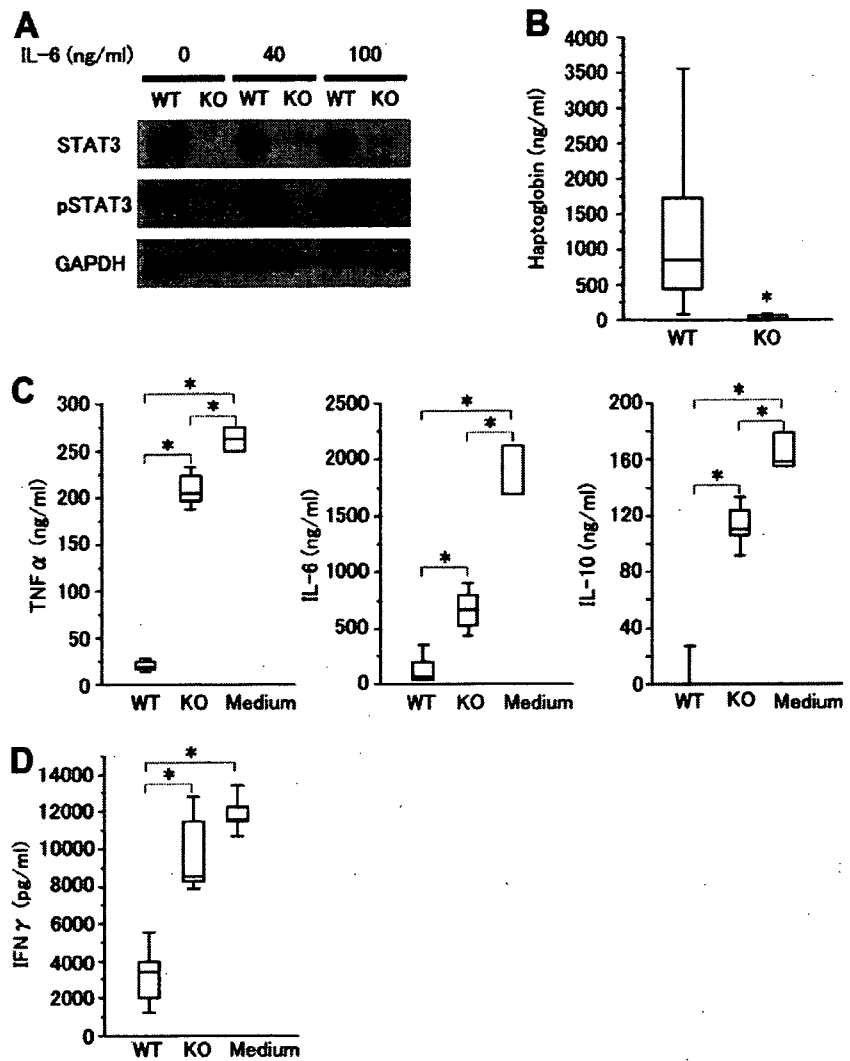 A
IL-6 (ng/ml) 0 40 100
WT KO WT KO WT KO
STAT3
pSTAT3
GAPDH
B
Haptoglobin (ng/ml)
4000
3500
3000
2500
2000
1500
1000
500
0
*
WT KO
C
TNFα (ng/ml)
300
250
200
150
100
50
0
* * *
WT KO Medium
IL-6 (ng/ml)
2500
2000
1500
1000
500
0
* * *
WT KO Medium
IL-10 (ng/ml)
200
160
120
80
40
0
* * *
WT KO Medium
D
IFNγ (pg/ml)
14000
12000
10000
8000
6000
4000
2000
0
* *
WT KO Medium